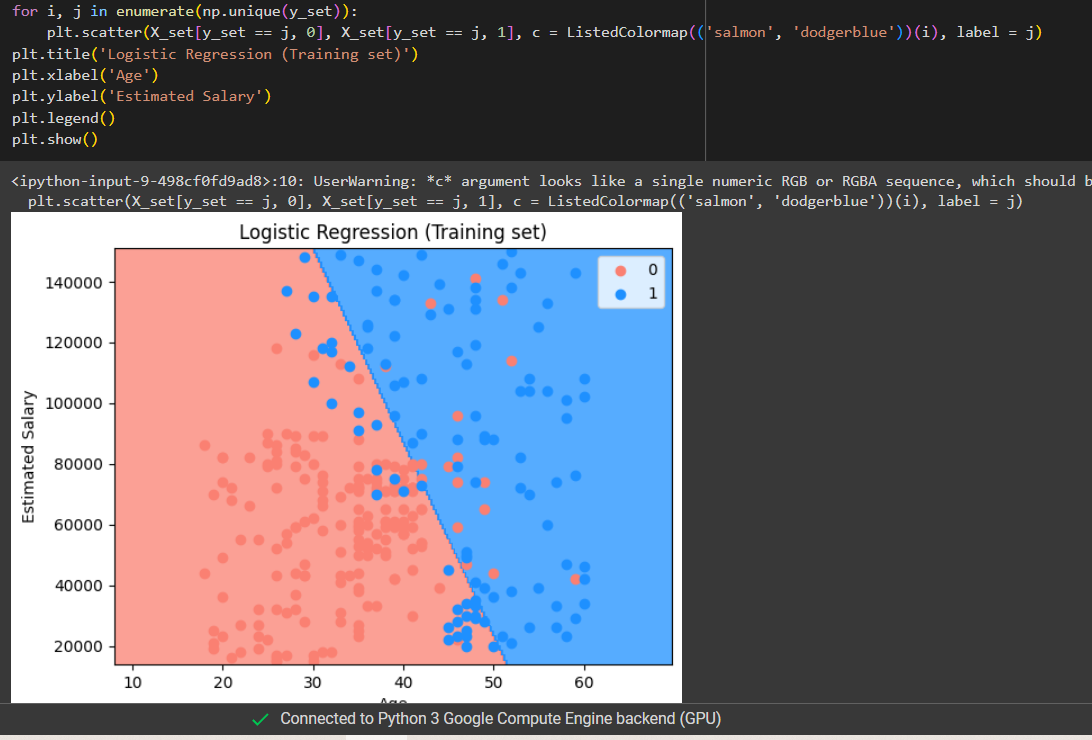 for i, j in enumerate(np.unique(y_set)):
    plt.scatter(X_set[y_set == j, 0], X_set[y_set == j, 1], c = ListedColormap(('salmon', 'dodgerblue'))(i), label = j)
plt.title('Logistic Regression (Training set)')
plt.xlabel('Age')
plt.ylabel('Estimated Salary')
plt.legend()
plt.show()
<ipython-input-9-498cf0fd9ad8>:10: UserWarning: *c* argument looks like a single numeric RGB or RGBA sequence, which should b
  plt.scatter(X_set[y_set == j, 0], X_set[y_set == j, 1], c = ListedColormap(('salmon', 'dodgerblue'))(i), label = j)
Logistic Regression (Training set)
0
1
140000
120000
100000
80000
60000
40000
20000
Estimated Salary
10 20 30 40 50 60
Age
Connected to Python 3 Google Compute Engine backend (GPU)